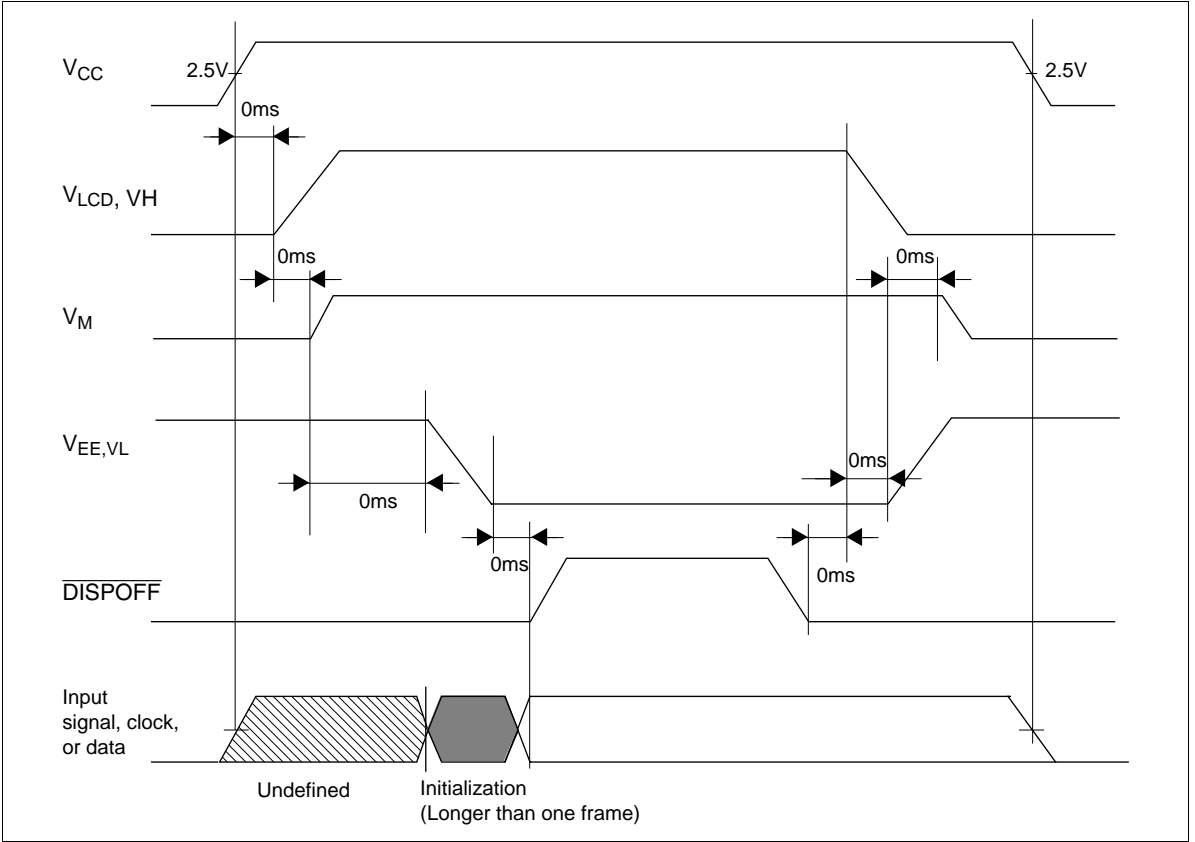 VCC
2.5V
2.5V
0ms
VLCD, VH
0ms
0ms
VM
VEE,VL
0ms
0ms
0ms
0ms
DISPOFF
Input
signal, clock,
or data
Undefined
Initialization
(Longer than one frame)